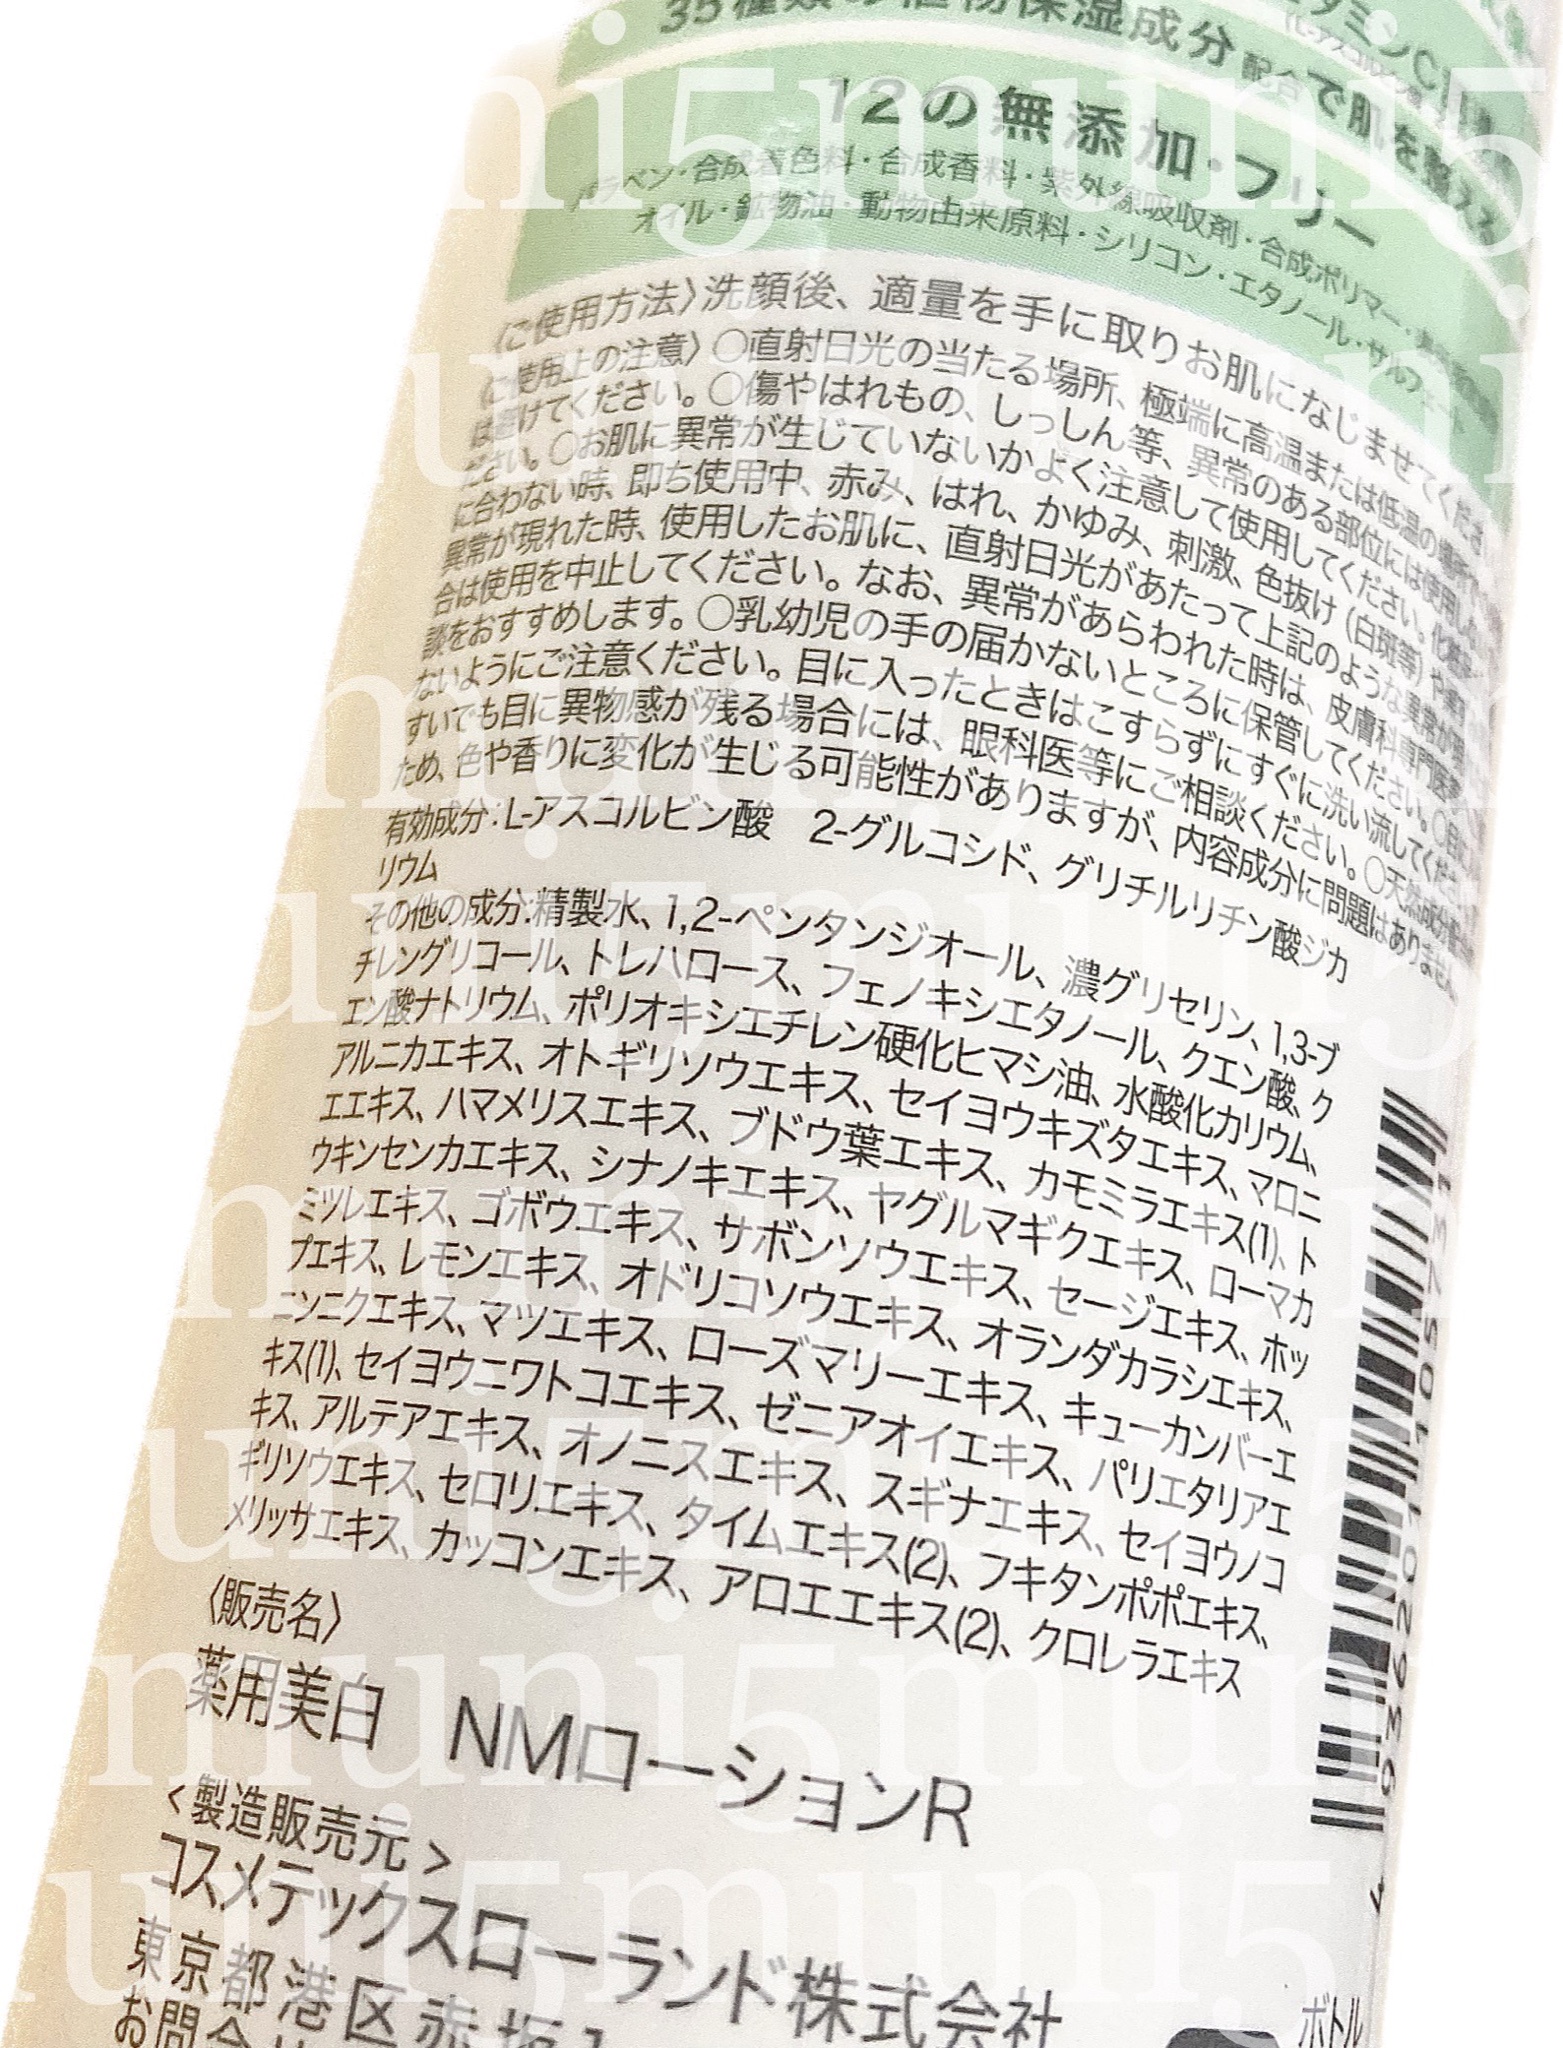 35種類の植物保湿成分配合で肌を整える
12の無添加・フリー
パラベン・合成着色料・合成香料・紫外線吸収剤・合成ポリマー・
オイル・鉱物油・動物由来原料・シリコン・エタノール・サルフェート
〈ご使用方法〉洗顔後、適量を手に取りお肌になじませてください
〈ご使用上の注意〉〇直射日光の当たる場所、極端に高温または低温の場所
は避けてください。〇傷やはれもの、しっしん等、異常のある部位には使用しない
ださい。〇お肌に異常が生じていないかよく注意して使用してください。化粧品
に合わない時、即ち使用中、赤み、はれ、かゆみ、刺激、色抜け(白斑等)や
異常が現れた時、使用したお肌に、直射日光があたって上記のような異常が
合は使用を中止してください。なお、異常があらわれた時は、皮膚科専門医
談をおすすめします。〇乳幼児の手の届かないところに保管してください。〇目に
ないようにご注意ください。目に入ったときはこすらずにすぐに洗い流してくだ
すいでも目に異物感が残る場合には、眼科医等にご相談ください。〇天然成分
ため、色や香りに変化が生じる可能性がありますが、内容成分に問題はありません
有効成分：L-アスコルビン酸 2-グルコシド、グリチルリチン酸ジカ
リウム
その他の成分：精製水、1,2-ペンタンジオール、濃グリセリン、1,3-ブ
チレングリコール、トレハロース、フェノキシエタノール、クエン酸、ク
エン酸ナトリウム、ポリオキシエチレン硬化ヒマシ油、水酸化カリウム、
アルニカエキス、オトギリソウエキス、セイヨウキズタエキス、マロニ
エエキス、ハマメリスエキス、ブドウ葉エキス、カモミラエキス(1)、ト
ウキンセンカエキス、シナノキエキス、ヤグルマギクエキス、ローマカ
ミツレエキス、ゴボウエキス、サボンソウエキス、セージエキス、ホッ
プエキス、レモンエキス、オドリコソウエキス、オランダカラシエキス、
ニンニクエキス、マツエキス、ローズマリーエキス、キューカンバーエ
キス(1)、セイヨウニワトコエキス、ゼニアオイエキス、パリエタリアエ
キス、アルテアエキス、オノニスエキス、スギナエキス、セイヨウノコ
ギリソウエキス、セロリエキス、タイムエキス(2)、フキタンポポエキス、
メリッサエキス、カッコンエキス、アロエエキス(2)、クロレラエキス
〈販売名〉
薬用美白 NMローションR
<製造販売元>
コスメテックスローランド株式会社
東京都港区赤坂
お問合
ボトル
muni5